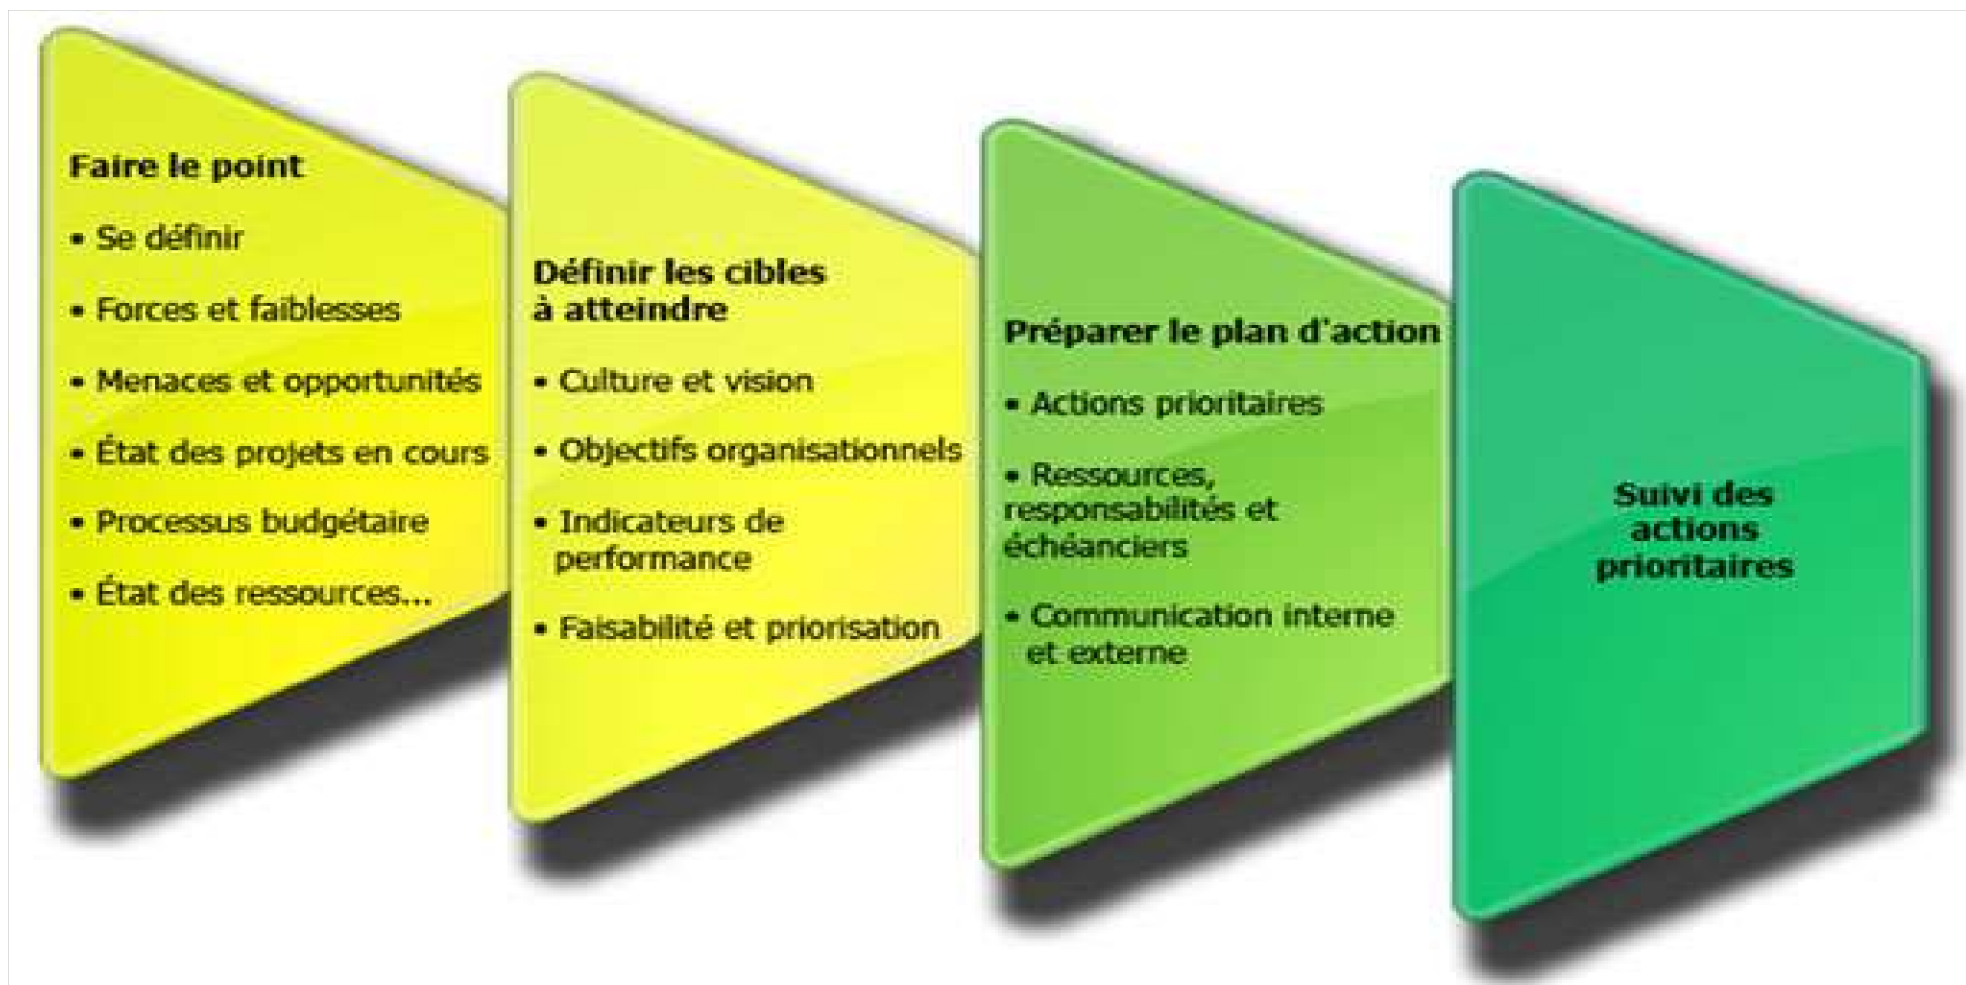 Faire le point
• Se définir
• Forces et faiblesses
• Menaces et opportunités
• État des projets en cours
• Processus budgétaire
• État des ressources...
Définir les cibles
à atteindre
• Culture et vision
• Objectifs organisationnels
• Indicateurs de
performance
• Faisabilité et priorisation
Préparer le plan d'action
• Actions prioritaires
• Ressources,
responsabilités et
échéanciers
• Communication interne
et externe
Suivi des
actions
prioritaires